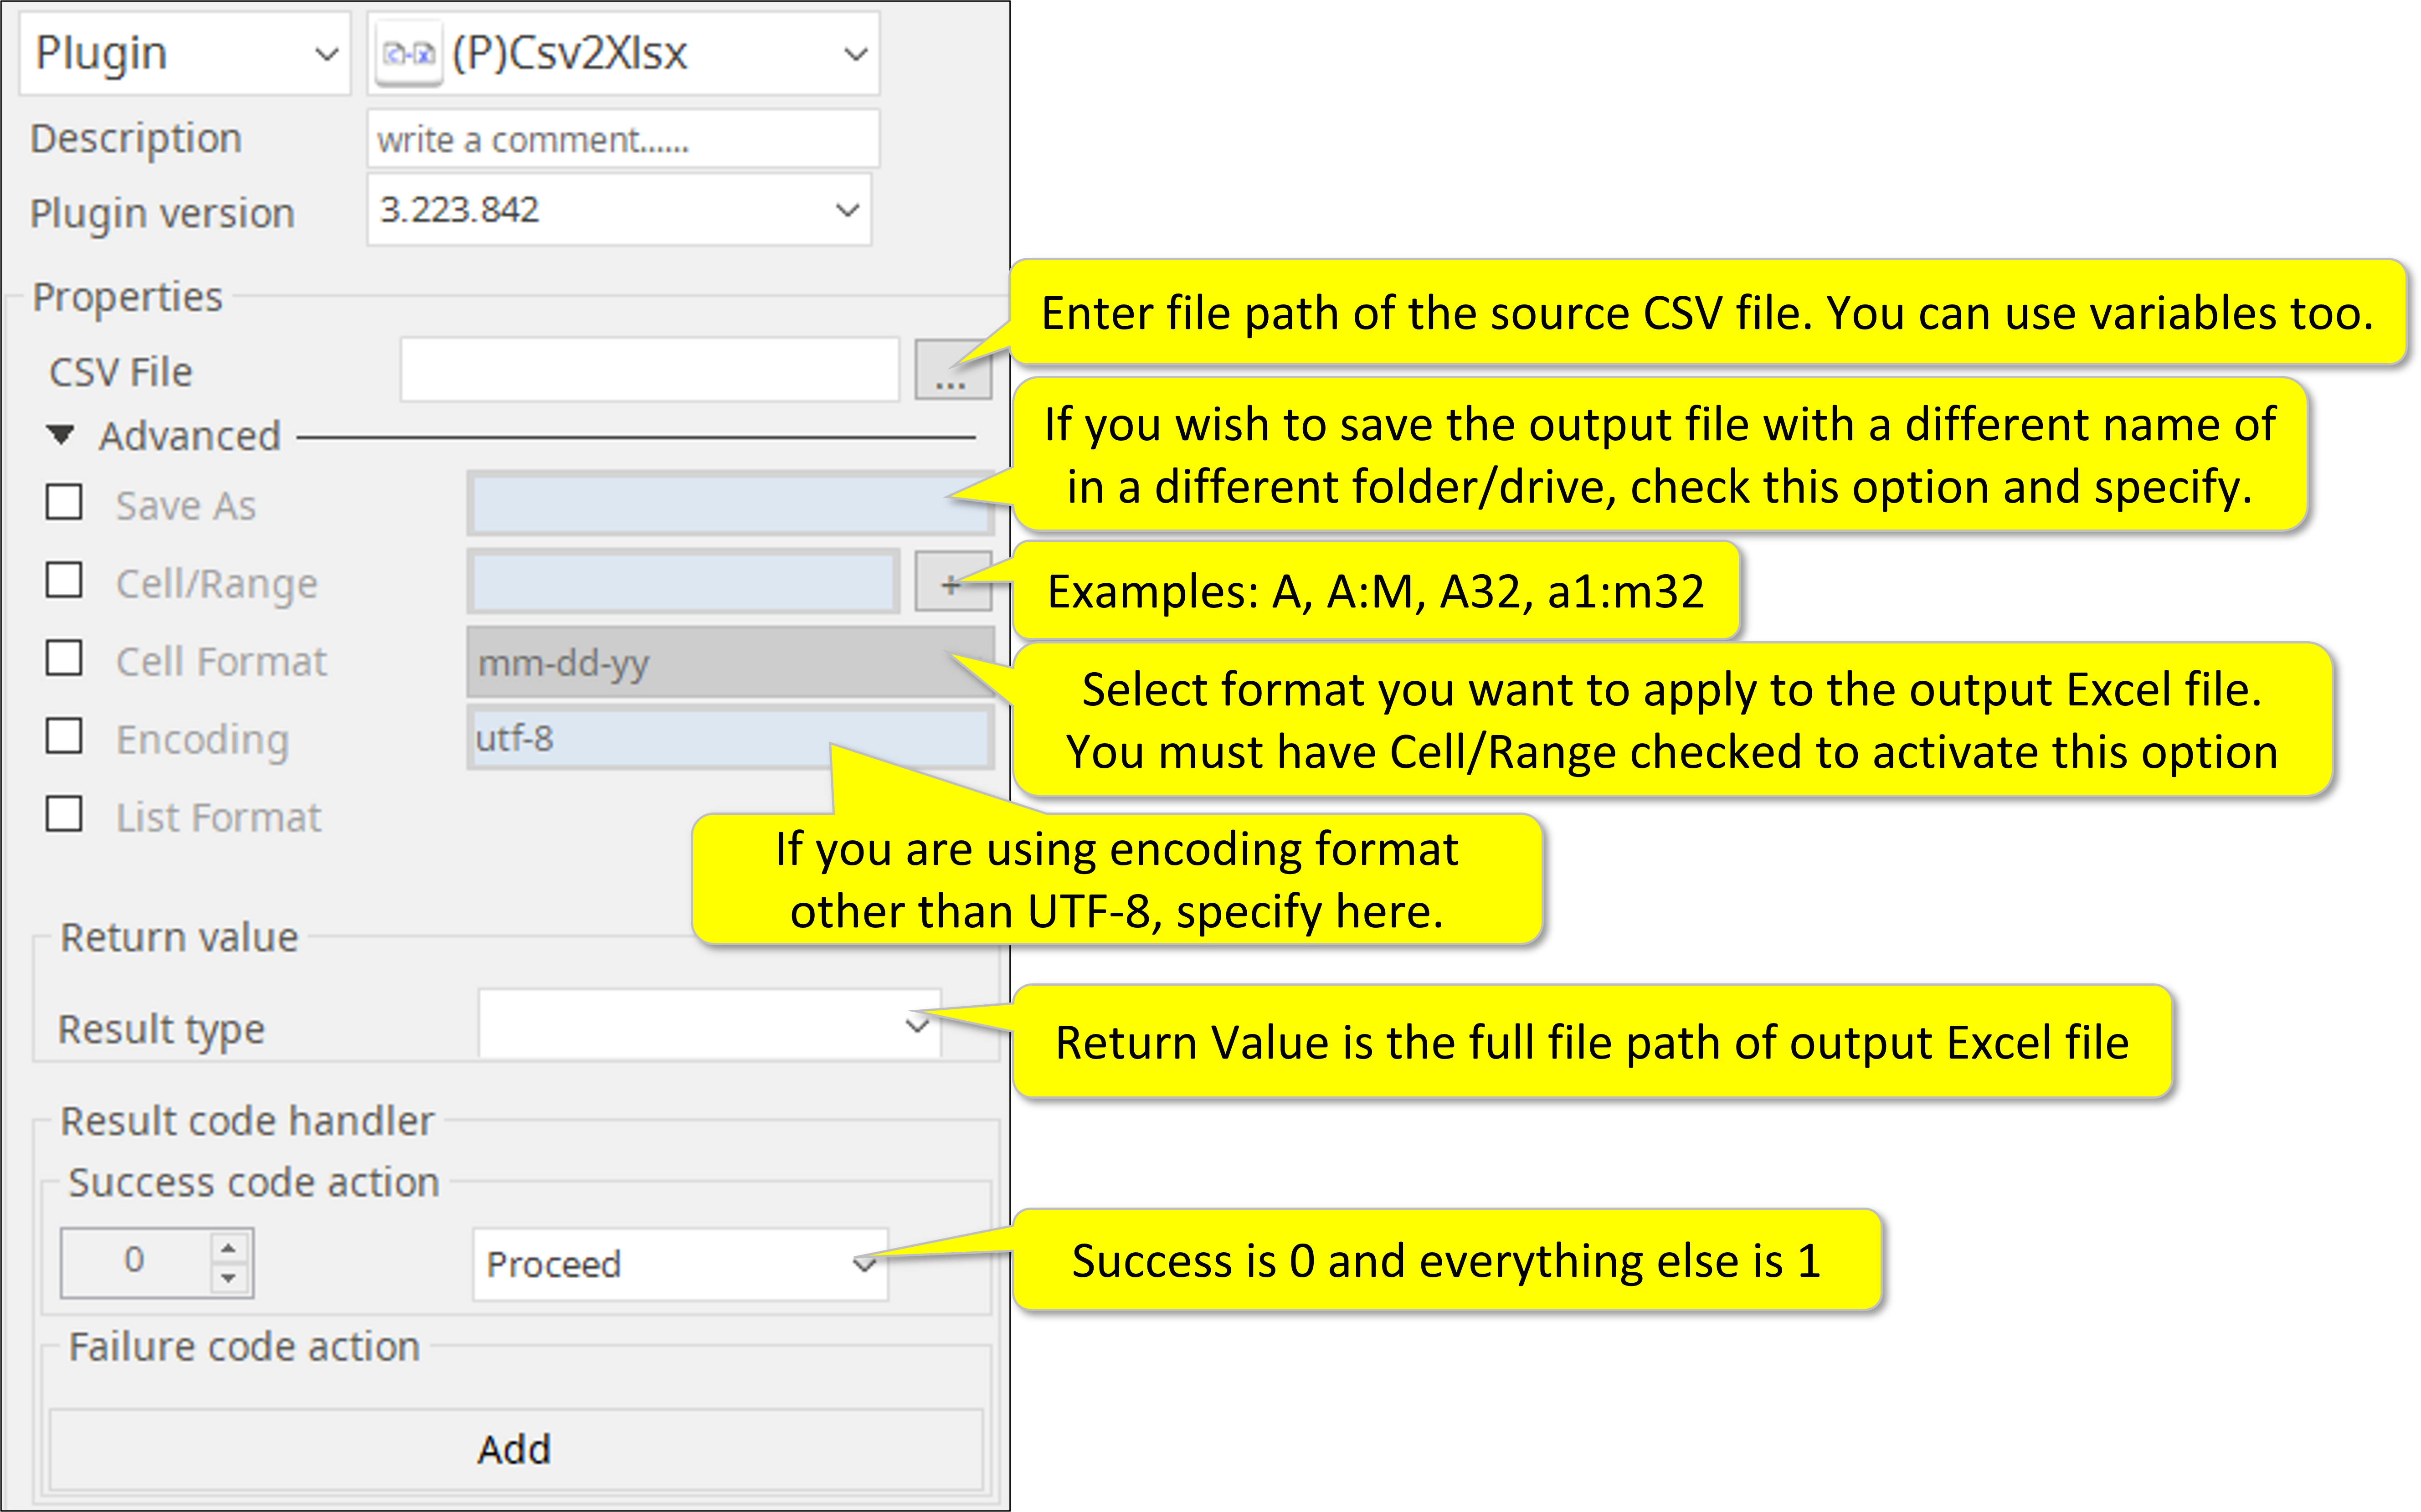 Plugin
(P)Csv2Xlsx
Description
write a comment......
Plugin version
3.223.842
Properties
Enter file path of the source CSV file. You can use variables too.
CSV File
...
Advanced
If you wish to save the output file with a different name of
in a different folder/drive, check this option and specify.
Save As
Cell/Range
+
Examples: A, A:M, A32, a1:m32
Cell Format
mm-dd-yy
Select format you want to apply to the output Excel file.
You must have Cell/Range checked to activate this option
Encoding
utf-8
List Format
If you are using encoding format
other than UTF-8, specify here.
Return value
Result type
Return Value is the full file path of output Excel file
Result code handler
Success code action
0
Proceed
Success is 0 and everything else is 1
Failure code action
Add